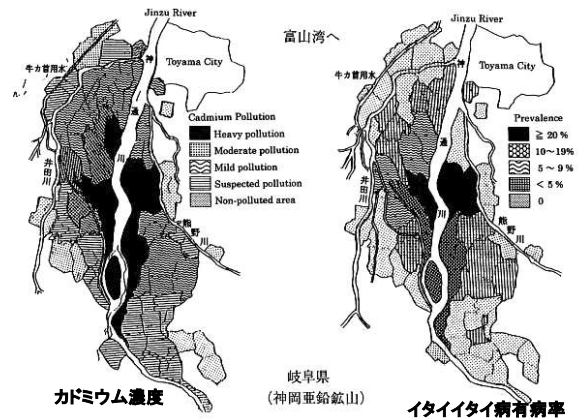 Jinzu River
富山湾へ
牛カ首用水
神
Toyama City
通
川
井田川
熊野川
Cadmium Pollution
Heavy pollution
Moderate pollution
Mild pollution
Suspected pollution
Non-polluted area
カドミウム濃度
Jinzu River
牛カ首用水
神
Toyama City
通
川
井田川
熊野川
Prevalence
≧ 20 %
10〜19%
5 〜 9 %
< 5 %
0
岐阜県
(神岡亜鉛鉱山)
イタイイタイ病有病率